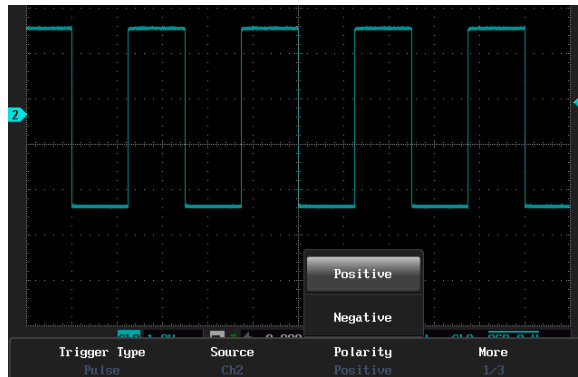 2
Positive
Negative
Trigger Type
Source
Polarity
More
Pulse
Ch2
Positive
1/3